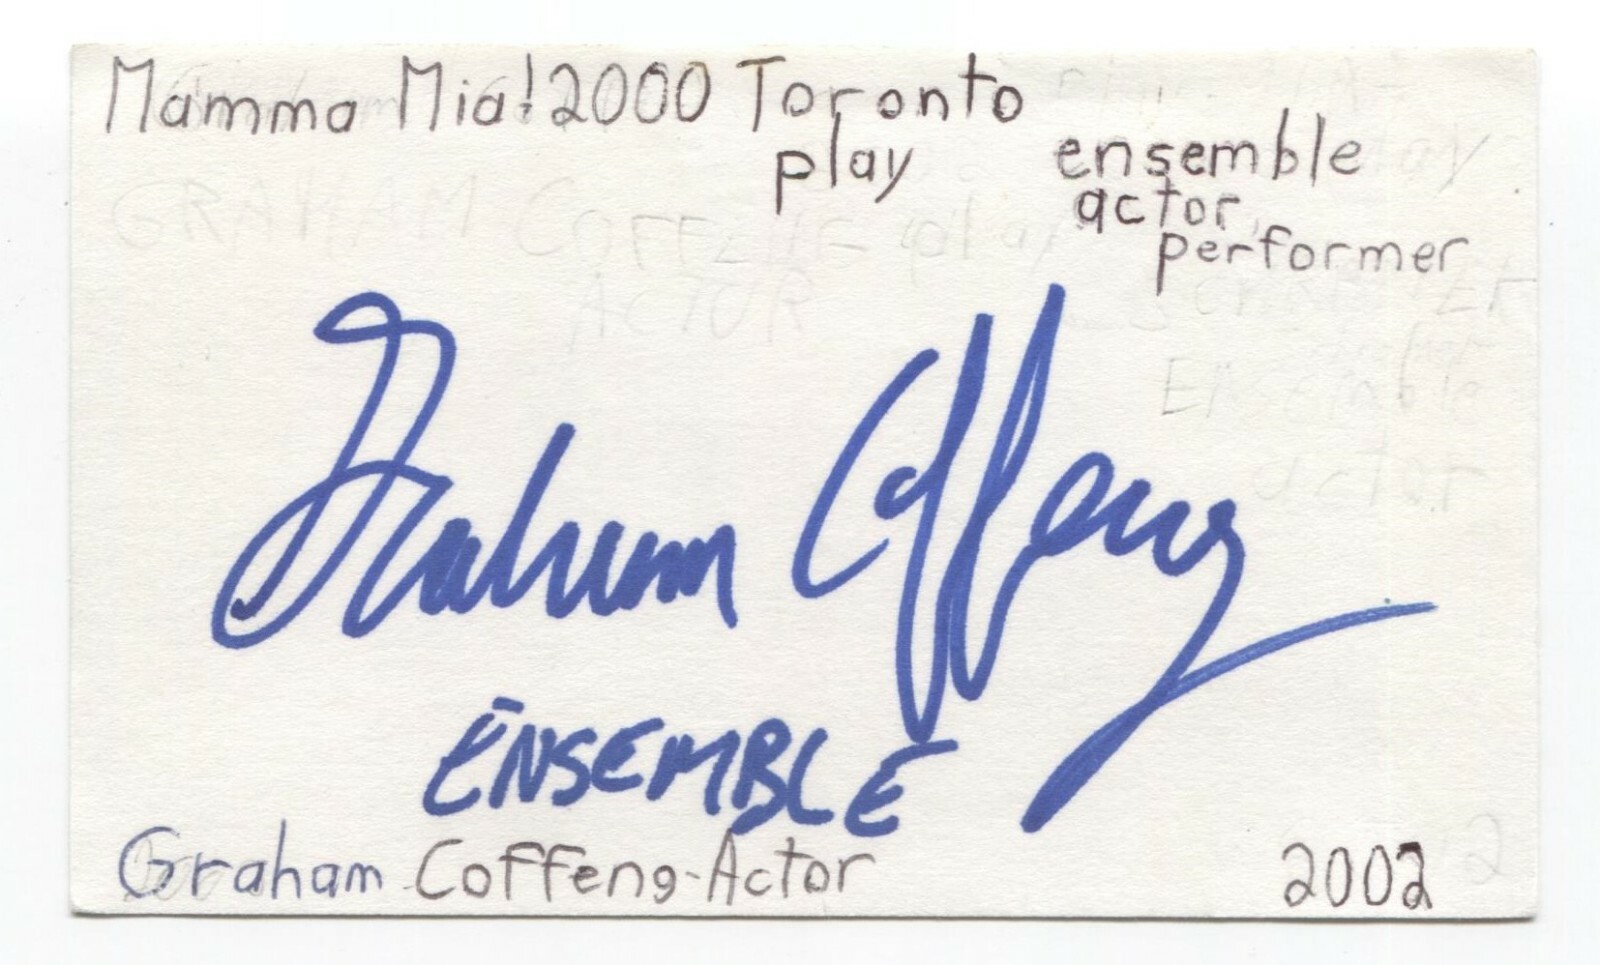 Mamma Mia! 2000 Toronto
play
ensemble
actor
performer
Graham Coffeng
ENSEMBLE
Graham Coffeng-Actor
2002